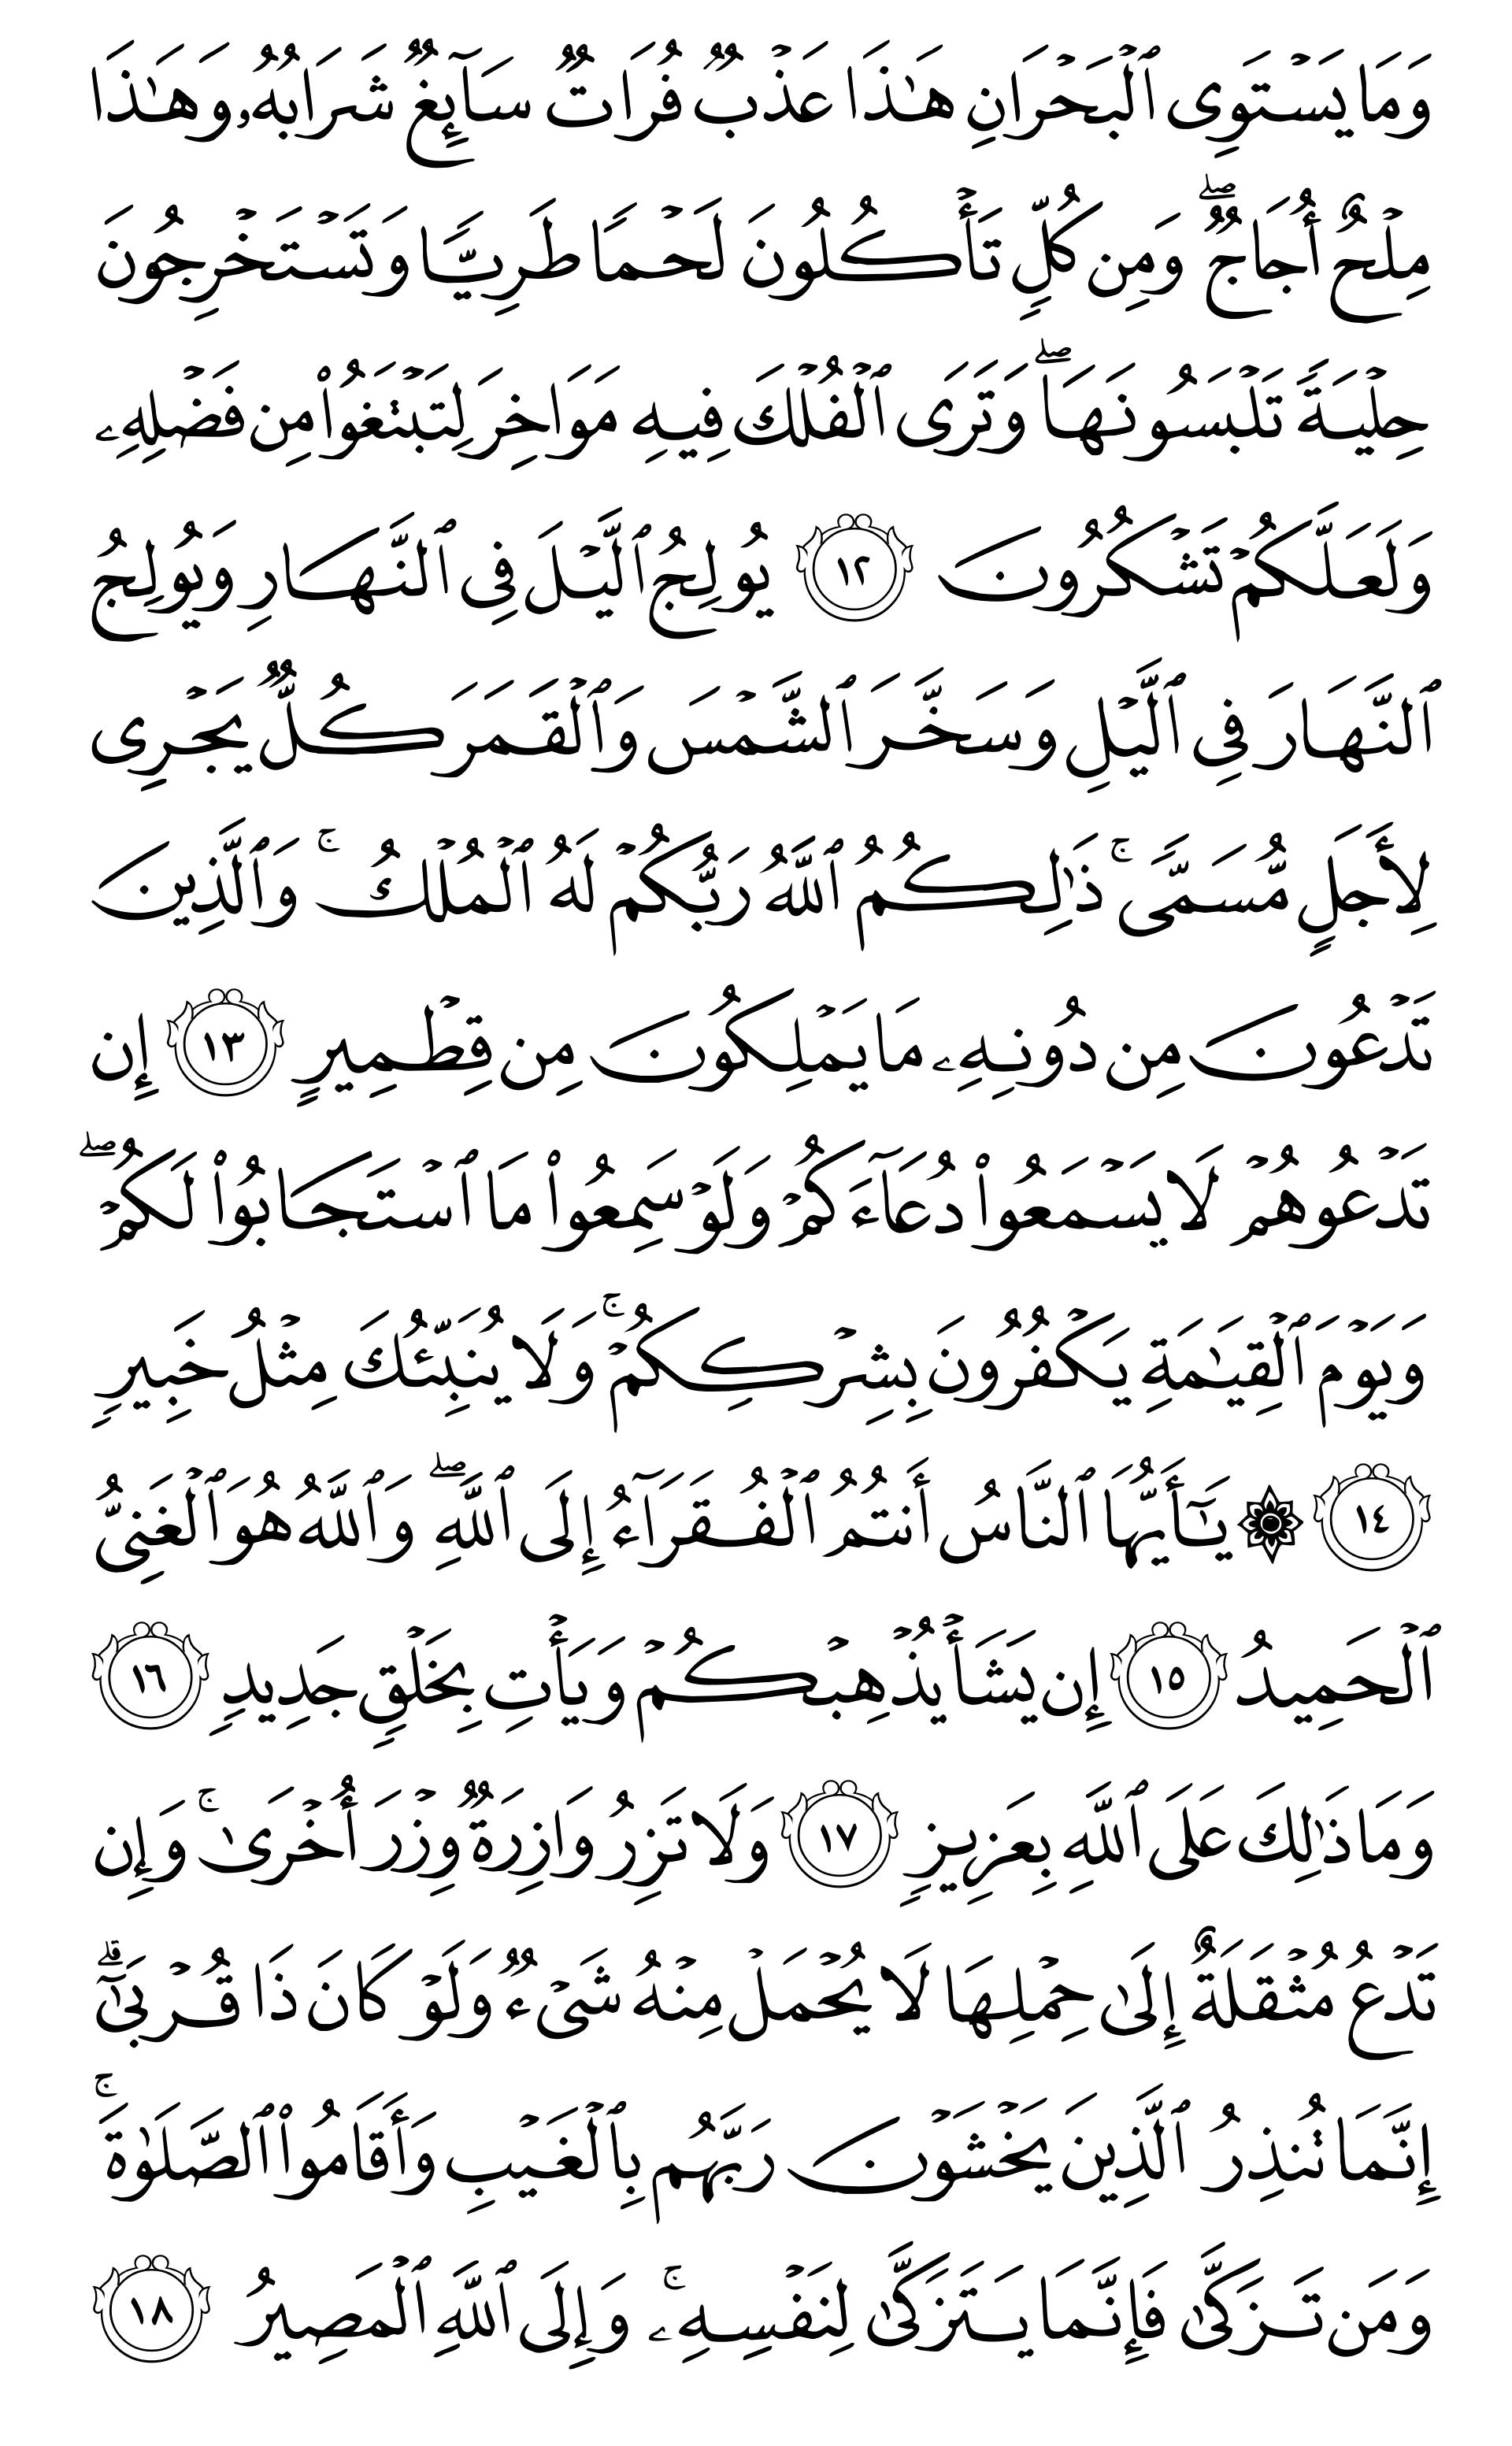 وَمَا يَسۡتَوِي ٱلۡبَحۡرَانِ هَٰذَا عَذۡبٞ فُرَاتٞ سَآئِغٞ شَرَابُهُۥ وَهَٰذَا
مِلۡحٌ أُجَاجٞۖ وَمِن كُلّٖ تَأۡكُلُونَ لَحۡمٗا طَرِيّٗا وَتَسۡتَخۡرِجُونَ
حِلۡيَةٗ تَلۡبَسُونَهَاۖ وَتَرَى ٱلۡفُلۡكَ فِيهِ مَوَاخِرَ لِتَبۡتَغُواْ مِن فَضۡلِهِۦ
وَلَعَلَّكُمۡ تَشۡكُرُونَ ١٢ يُولِجُ ٱلَّيۡلَ فِي ٱلنَّهَارِ وَيُولِجُ
ٱلنَّهَارَ فِي ٱلَّيۡلِ وَسَخَّرَ ٱلشَّمۡسَ وَٱلۡقَمَرَ كُلّٞ يَجۡرِي
لِأَجَلٖ مُّسَمّٗىۚ ذَٰلِكُمُ ٱللَّهُ رَبُّكُمۡ لَهُ ٱلۡمُلۡكُۚ وَٱلَّذِينَ
تَدۡعُونَ مِن دُونِهِۦ مَا يَمۡلِكُونَ مِن قِطۡمِيرٍ ١٣ إِن
تَدۡعُوهُمۡ لَا يَسۡمَعُواْ دُعَآءَكُمۡ وَلَوۡ سَمِعُواْ مَا ٱسۡتَجَابُواْ لَكُمۡۖ
وَيَوۡمَ ٱلۡقِيَٰمَةِ يَكۡفُرُونَ بِشِرۡكِكُمۡۚ وَلَا يُنَبِّئُكَ مِثۡلُ خَبِيرٖ
١٤ ۞ يَٰٓأَيُّهَا ٱلنَّاسُ أَنتُمُ ٱلۡفُقَرَآءُ إِلَى ٱللَّهِۖ وَٱللَّهُ هُوَ ٱلۡغَنِيُّ
ٱلۡحَمِيدُ ١٥ إِن يَشَأۡ يُذۡهِبۡكُمۡ وَيَأۡتِ بِخَلۡقٖ جَدِيدٖ ١٦
وَمَا ذَٰلِكَ عَلَى ٱللَّهِ بِعَزِيزٖ ١٧ وَلَا تَزِرُ وَازِرَةٞ وِزۡرَ أُخۡرَىٰۚ وَإِن
تَدۡعُ مُثۡقَلَةٌ إِلَىٰ حِمۡلِهَا لَا يُحۡمَلۡ مِنۡهُ شَيۡءٞ وَلَوۡ كَانَ ذَا قُرۡبَىٰٓۗ
إِنَّمَا تُنذِرُ ٱلَّذِينَ يَخۡشَوۡنَ رَبَّهُم بِٱلۡغَيۡبِ وَأَقَامُواْ ٱلصَّلَوٰةَۚ
وَمَن تَزَكَّىٰ فَإِنَّمَا يَتَزَكَّىٰ لِنَفۡسِهِۦۚ وَإِلَى ٱللَّهِ ٱلۡمَصِيرُ ١٨